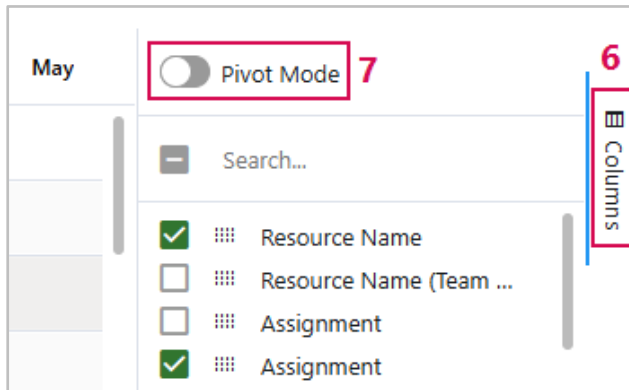 May
Pivot Mode
7
6
Columns
Search...
Resource Name
Resource Name (Team ...
Assignment
Assignment